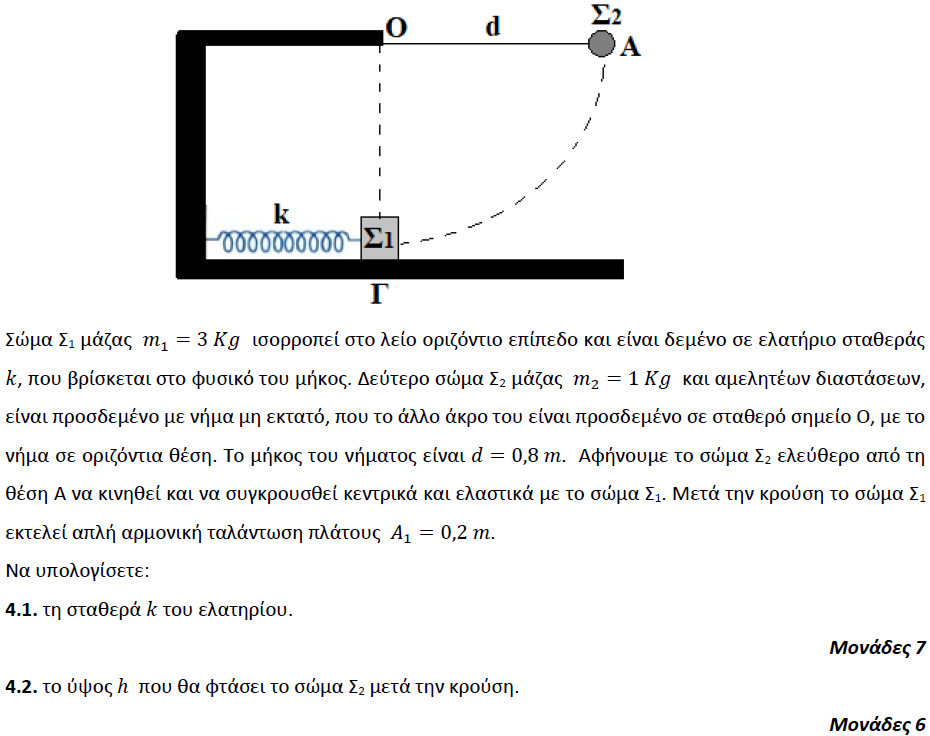 O d Σ2
A
k
Σ1
Γ
Σώμα Σ₁ μάζας m₁ = 3 Kg ισορροπεί στο λείο οριζόντιο επίπεδο και είναι δεμένο σε ελατήριο σταθεράς
k, που βρίσκεται στο φυσικό του μήκος. Δεύτερο σώμα Σ₂ μάζας m₂ = 1 Kg και αμελητέων διαστάσεων,
είναι προσδεμένο με νήμα μη εκτατό, που το άλλο άκρο του είναι προσδεμένο σε σταθερό σημείο Ο, με το
νήμα σε οριζόντια θέση. Το μήκος του νήματος είναι d = 0,8 m. Αφήνουμε το σώμα Σ₂ ελεύθερο από τη
θέση Α να κινηθεί και να συγκρουσθεί κεντρικά και ελαστικά με το σώμα Σ₁. Μετά την κρούση το σώμα Σ₁
εκτελεί απλή αρμονική ταλάντωση πλάτους A₁ = 0,2 m.
Να υπολογίσετε:
4.1. τη σταθερά k του ελατηρίου.
Μονάδες 7
4.2. το ύψος h που θα φτάσει το σώμα Σ₂ μετά την κρούση.
Μονάδες 6